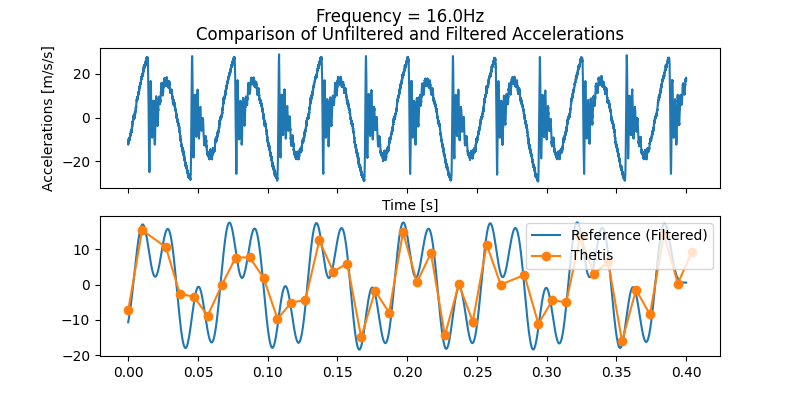 Frequency = 16.0Hz
Comparison of Unfiltered and Filtered Accelerations
Accelerations [m/s/s]
20
0
−20
Time [s]
Reference (Filtered)
Thetis
10
0
−10
−20
0.00 0.05 0.10 0.15 0.20 0.25 0.30 0.35 0.40